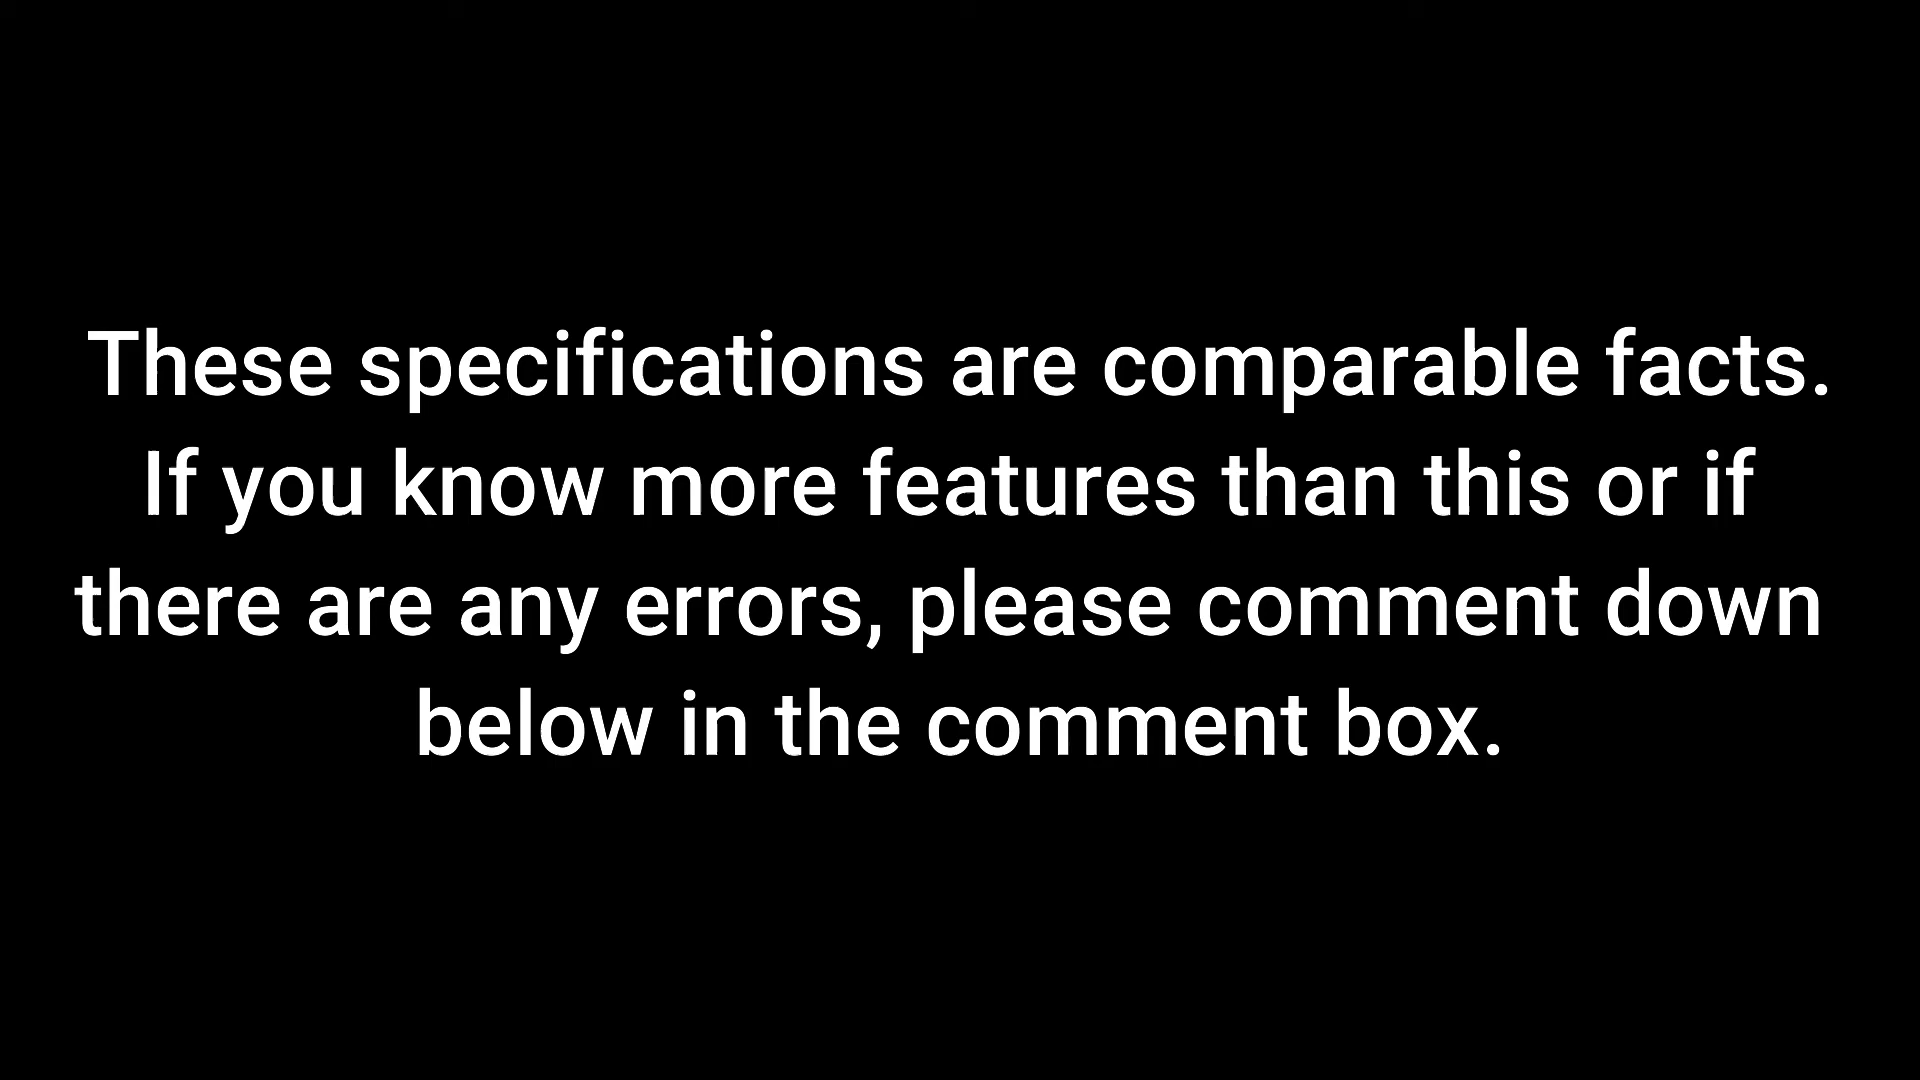 These specifications are comparable facts.
If you know more features than this or if
there are any errors, please comment down
below in the comment box.